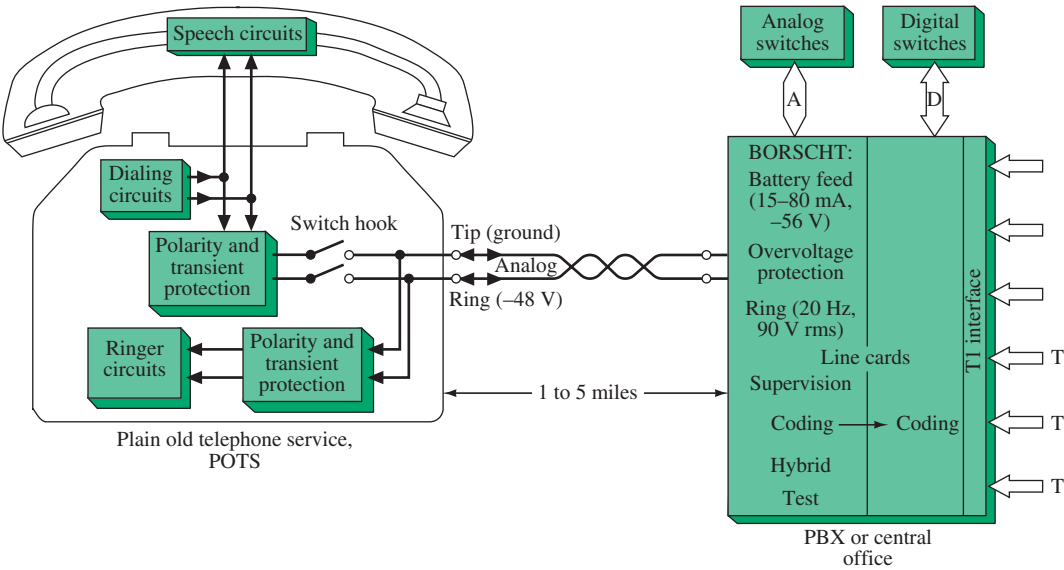 Speech circuits
Analog
switches
Digital
switches
A
D
Dialing
circuits
Switch hook
Polarity and
transient
protection
Tip (ground)
Analog
Ring (–48 V)
Ringer
circuits
Polarity and
transient
protection
1 to 5 miles
Plain old telephone service,
POTS
BORSCHT:
Battery feed
(15–80 mA,
–56 V)
Overvoltage
protection
Ring (20 Hz,
90 V rms)
Line cards
Supervision
Coding
Coding
Hybrid
Test
T1 interface
T
T
T
PBX or central
office